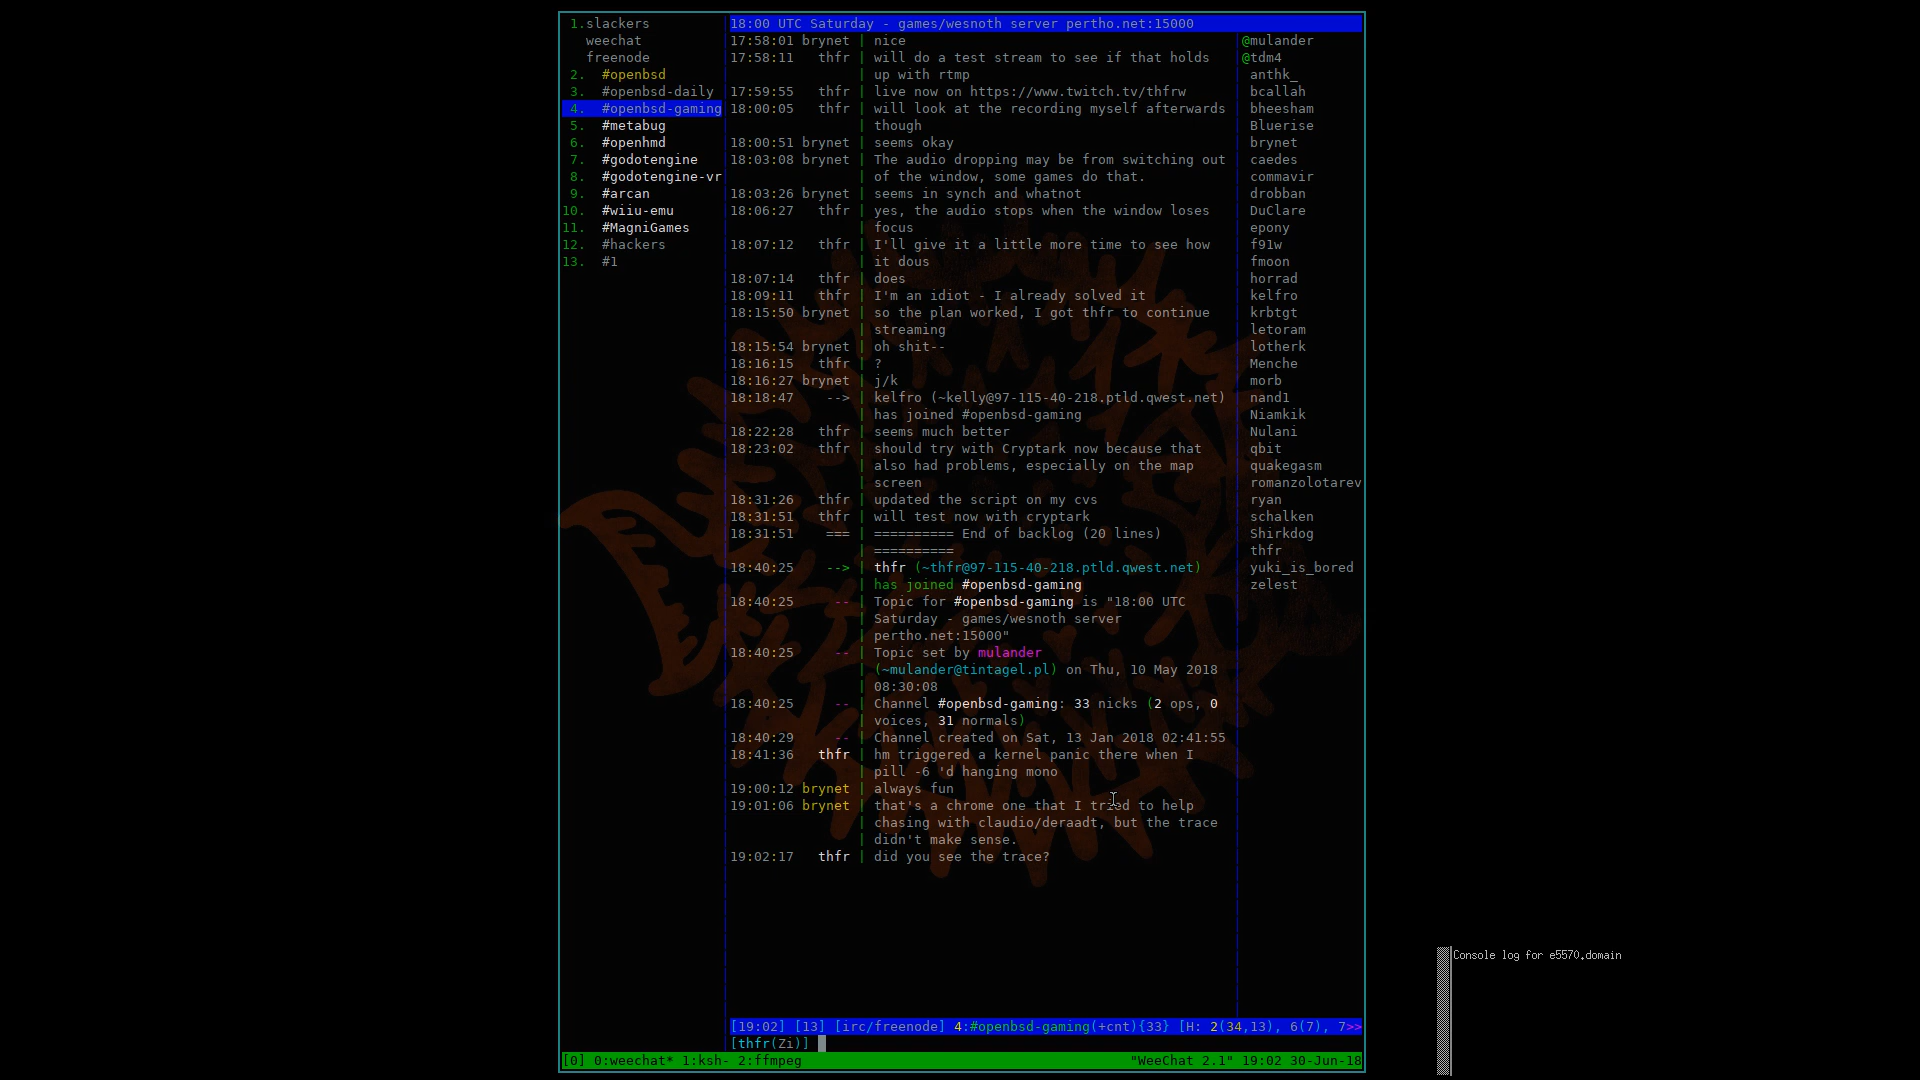 1.slackers
weechat
freenode
2. #openbsd
3. #openbsd-daily
4. #openbsd-gaming
5. #metabug
6. #openhmd
7. #godotengine
8. #godotengine-vr
9. #arcan
10. #wiiu-emu
11. #MagniGames
12. #hackers
13. #1
18:00 UTC Saturday - games/wesnoth server pertho.net:15000
17:58:01 brynet | nice
17:58:11 thfr | will do a test stream to see if that holds
| up with rtmp
17:59:55 thfr | live now on https://www.twitch.tv/thfrw
18:00:05 thfr | will look at the recording myself afterwards
| though
18:00:51 brynet | seems okay
18:03:08 brynet | The audio dropping may be from switching out
| of the window, some games do that.
18:03:26 brynet | seems in synch and whatnot
18:06:27 thfr | yes, the audio stops when the window loses
| focus
18:07:12 thfr | I'll give it a little more time to see how
| it dous
18:07:14 thfr | does
18:09:11 thfr | I'm an idiot - I already solved it
18:15:50 brynet | so the plan worked, I got thfr to continue
| streaming
18:15:54 brynet | oh shit--
18:16:15 thfr | ?
18:16:27 brynet | j/k
18:18:47 --> | kelfro (~kelly@97-115-40-218.ptld.qwest.net)
| has joined #openbsd-gaming
18:22:28 thfr | seems much better
18:23:02 thfr | should try with Cryptark now because that
| also had problems, especially on the map
| screen
18:31:26 thfr | updated the script on my cvs
18:31:51 thfr | will test now with cryptark
18:31:51 === | ========== End of backlog (20 lines)
| ==========
18:40:25 --> | thfr (~thfr@97-115-40-218.ptld.qwest.net)
| has joined #openbsd-gaming
18:40:25 -- | Topic for #openbsd-gaming is "18:00 UTC
| Saturday - games/wesnoth server
| pertho.net:15000"
18:40:25 -- | Topic set by mulander
| (~mulander@tintagel.pl) on Thu, 10 May 2018
| 08:30:08
18:40:25 -- | Channel #openbsd-gaming: 33 nicks (2 ops, 0
| voices, 31 normals)
18:40:29 -- | Channel created on Sat, 13 Jan 2018 02:41:55
18:41:36 thfr | hm triggered a kernel panic there when I
| pill -6 'd hanging mono
19:00:12 brynet | always fun
19:01:06 brynet | that's a chrome one that I tried to help
| chasing with claudio/deraadt, but the trace
| didn't make sense.
19:02:17 thfr | did you see the trace?
@mulander
@tdm4
anthk_
bcallah
bheesham
Bluerise
brynet
caedes
commavir
drobban
DuClare
epony
f91w
fmoon
horrad
kelfro
krbtgt
letoram
lotherk
Menche
morb
nand1
Niamkik
Nulani
qbit
quakegasm
romanzolotarev
ryan
schalken
Shirkdog
thfr
yuki_is_bored
zelest
[19:02] [13] [irc/freenode] 4:#openbsd-gaming(+cnt){33} [H: 2(34,13), 6(7), 7>>
[thfr(Zi)]
[0] 0:weechat* 1:ksh- 2:ffmpeg "WeeChat 2.1" 19:02 30-Jun-18
Console log for e5570.domain